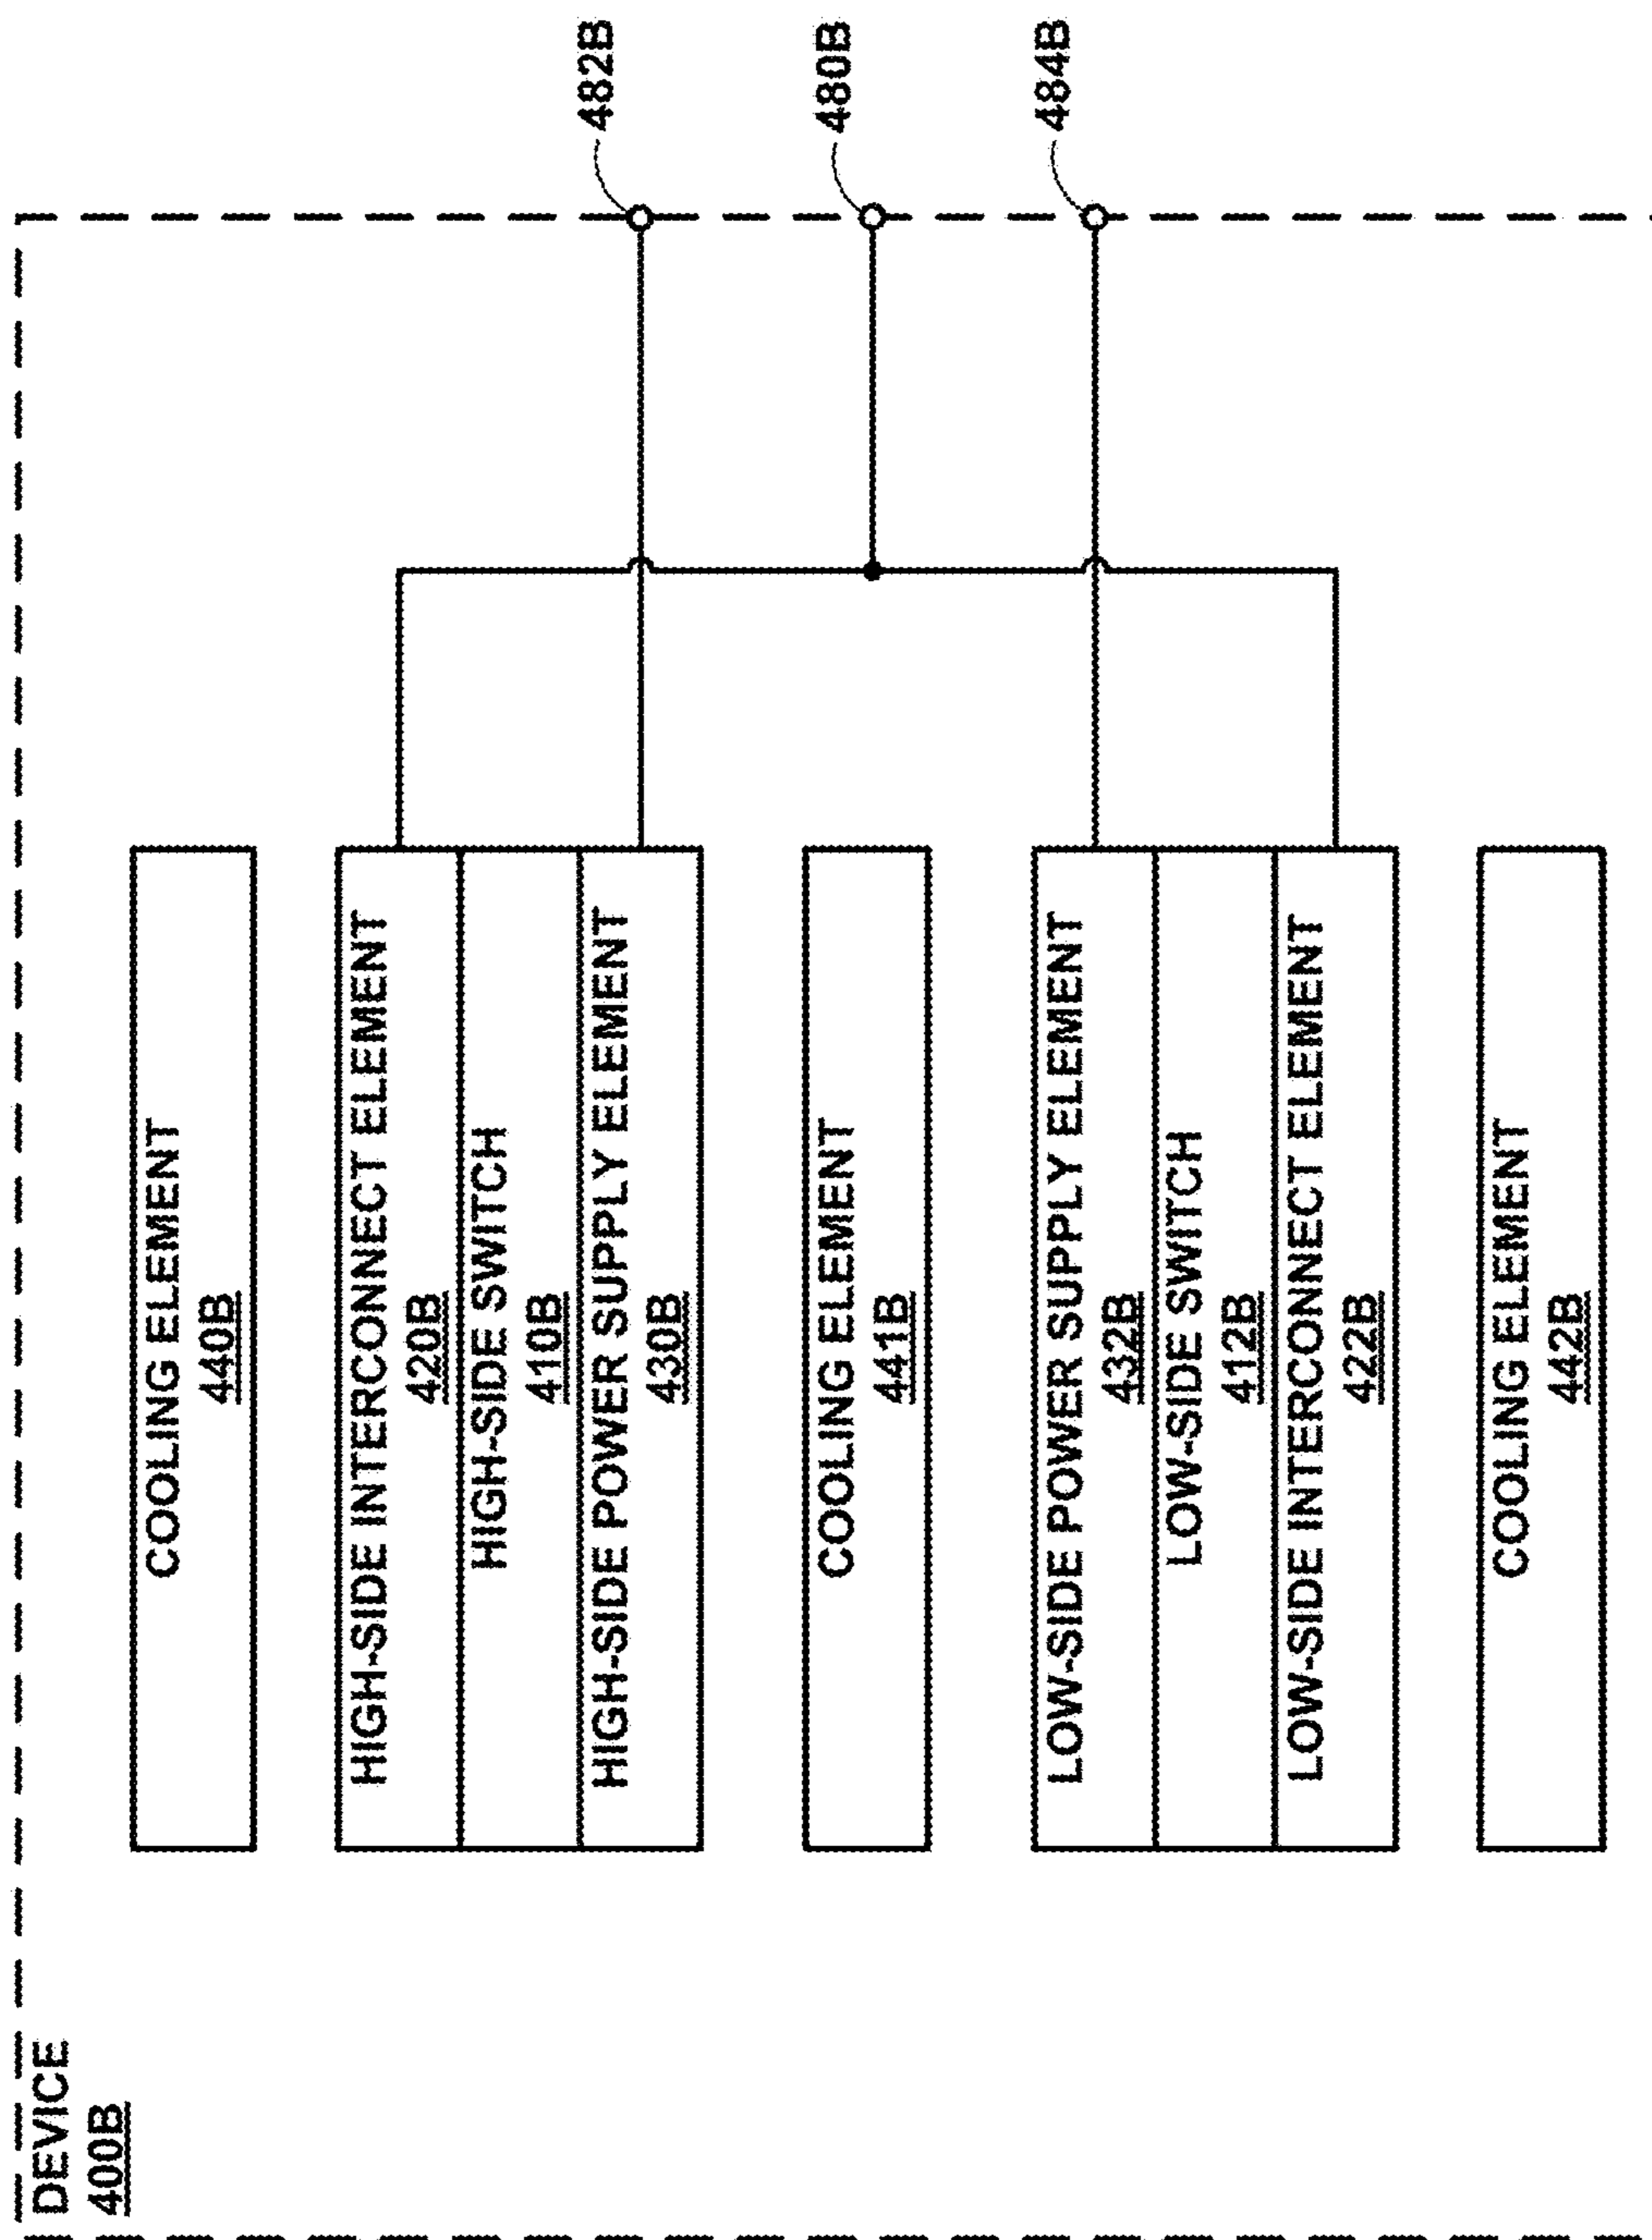 DEVICE
400B
COOLING ELEMENT
440B
HIGH-SIDE INTERCONNECT ELEMENT
420B
HIGH-SIDE SWITCH
410B
HIGH-SIDE POWER SUPPLY ELEMENT
430B
COOLING ELEMENT
441B
LOW-SIDE POWER SUPPLY ELEMENT
432B
LOW-SIDE SWITCH
412B
LOW-SIDE INTERCONNECT ELEMENT
422B
COOLING ELEMENT
442B
482B
480B
484B